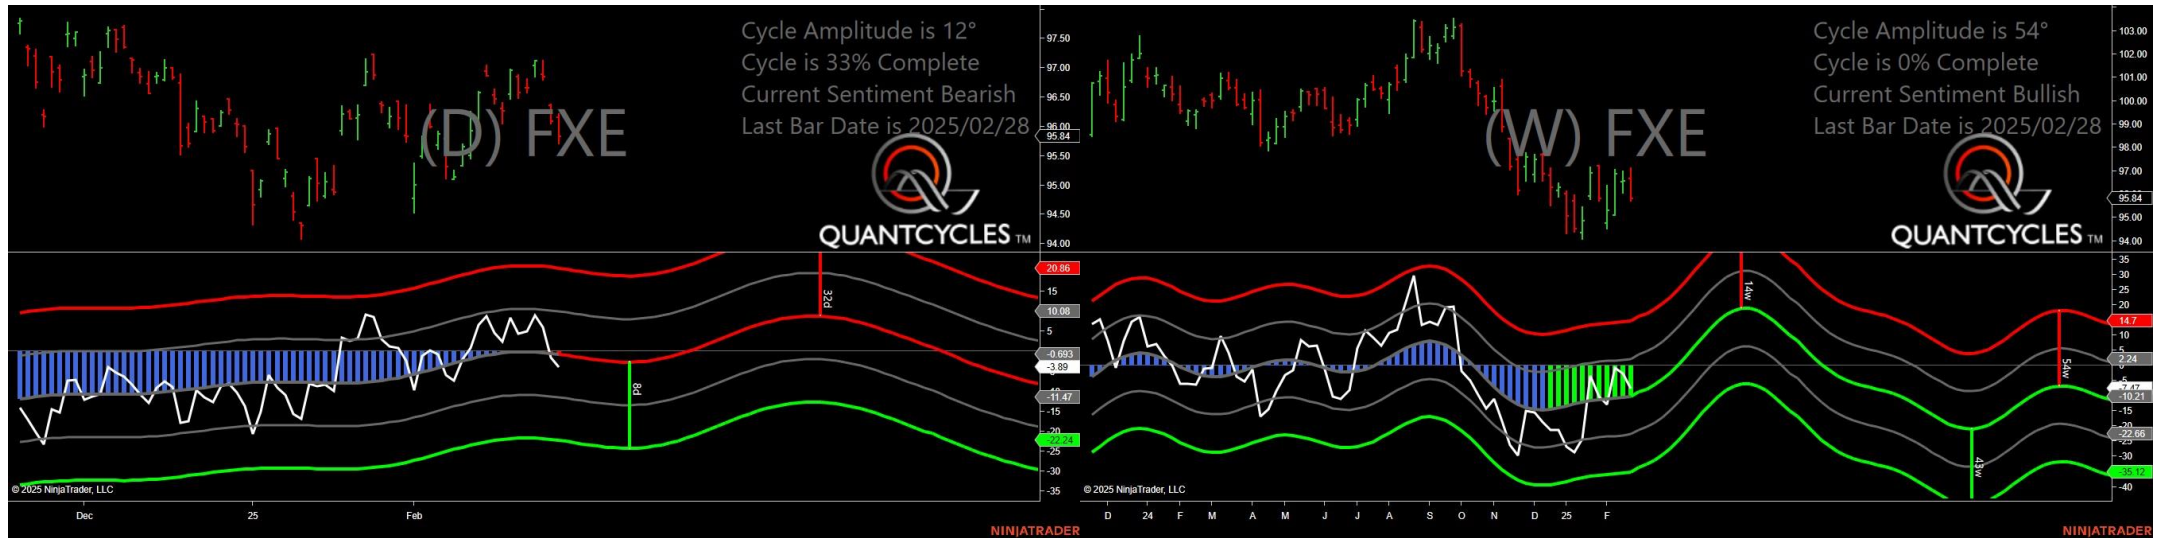 Cycle Amplitude is 12°
Cycle is 33% Complete
Current Sentiment Bearish
Last Bar Date is 2025/02/28
(D) FXE
QUANTCYCLES TM
97.50
97.00
96.50
96.00
95.84
95.50
95.00
94.50
94.00
20.86
15
10.08
5
-0.693
-3.89
-11.47
-15
-20
-22.24
-25
-30
-35
32d
8d
© 2025 NinjaTrader, LLC
Dec
25
Feb
NINJATRADER
Cycle Amplitude is 54°
Cycle is 0% Complete
Current Sentiment Bullish
Last Bar Date is 2025/02/28
(W) FXE
QUANTCYCLES TM
103.00
102.00
101.00
100.00
99.00
98.00
97.00
95.84
95.00
94.00
35
30
25
20
14.7
10
5
2.24
-7.47
-10.21
-15
-20
-22.66
-25
-30
-35.12
-40
14w
54w
43w
© 2025 NinjaTrader, LLC
D
24
F
M
A
M
J
J
A
S
O
N
D
25
F
NINJATRADER